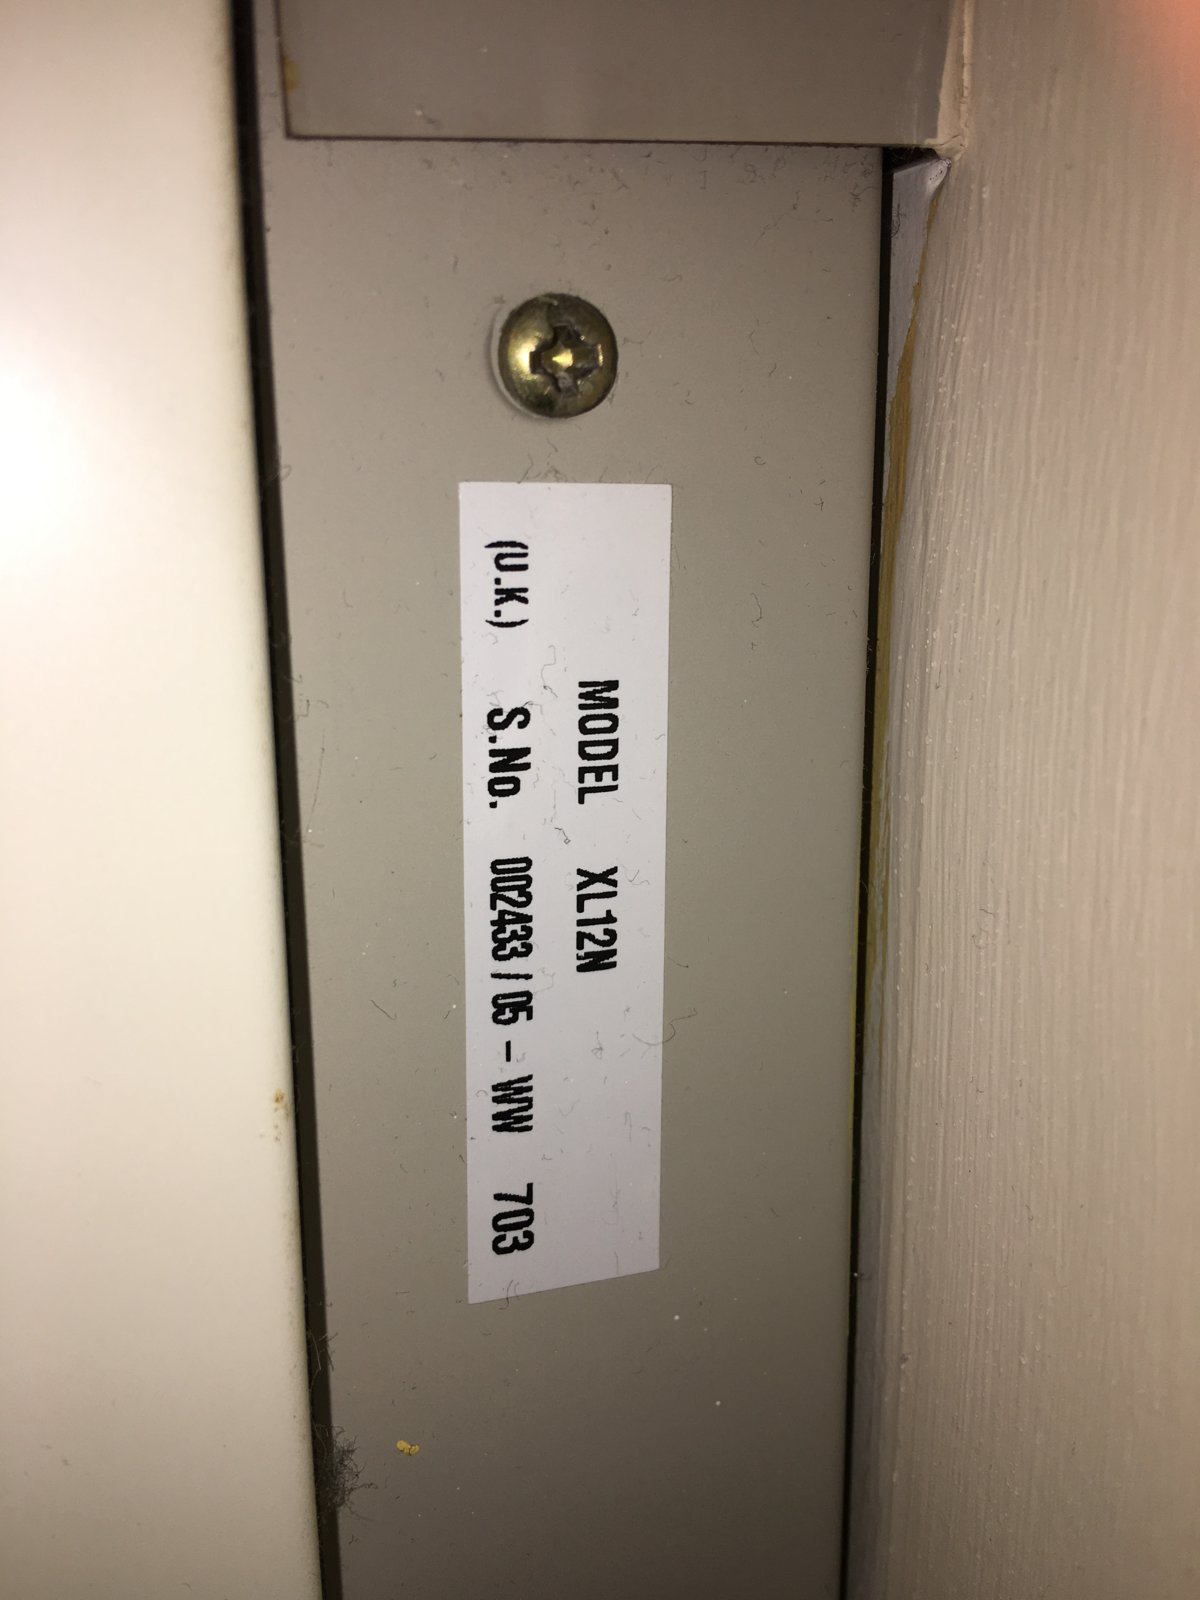 MODEL XL12N
(U.K.) S.No. 002433 / 05 - WW 703